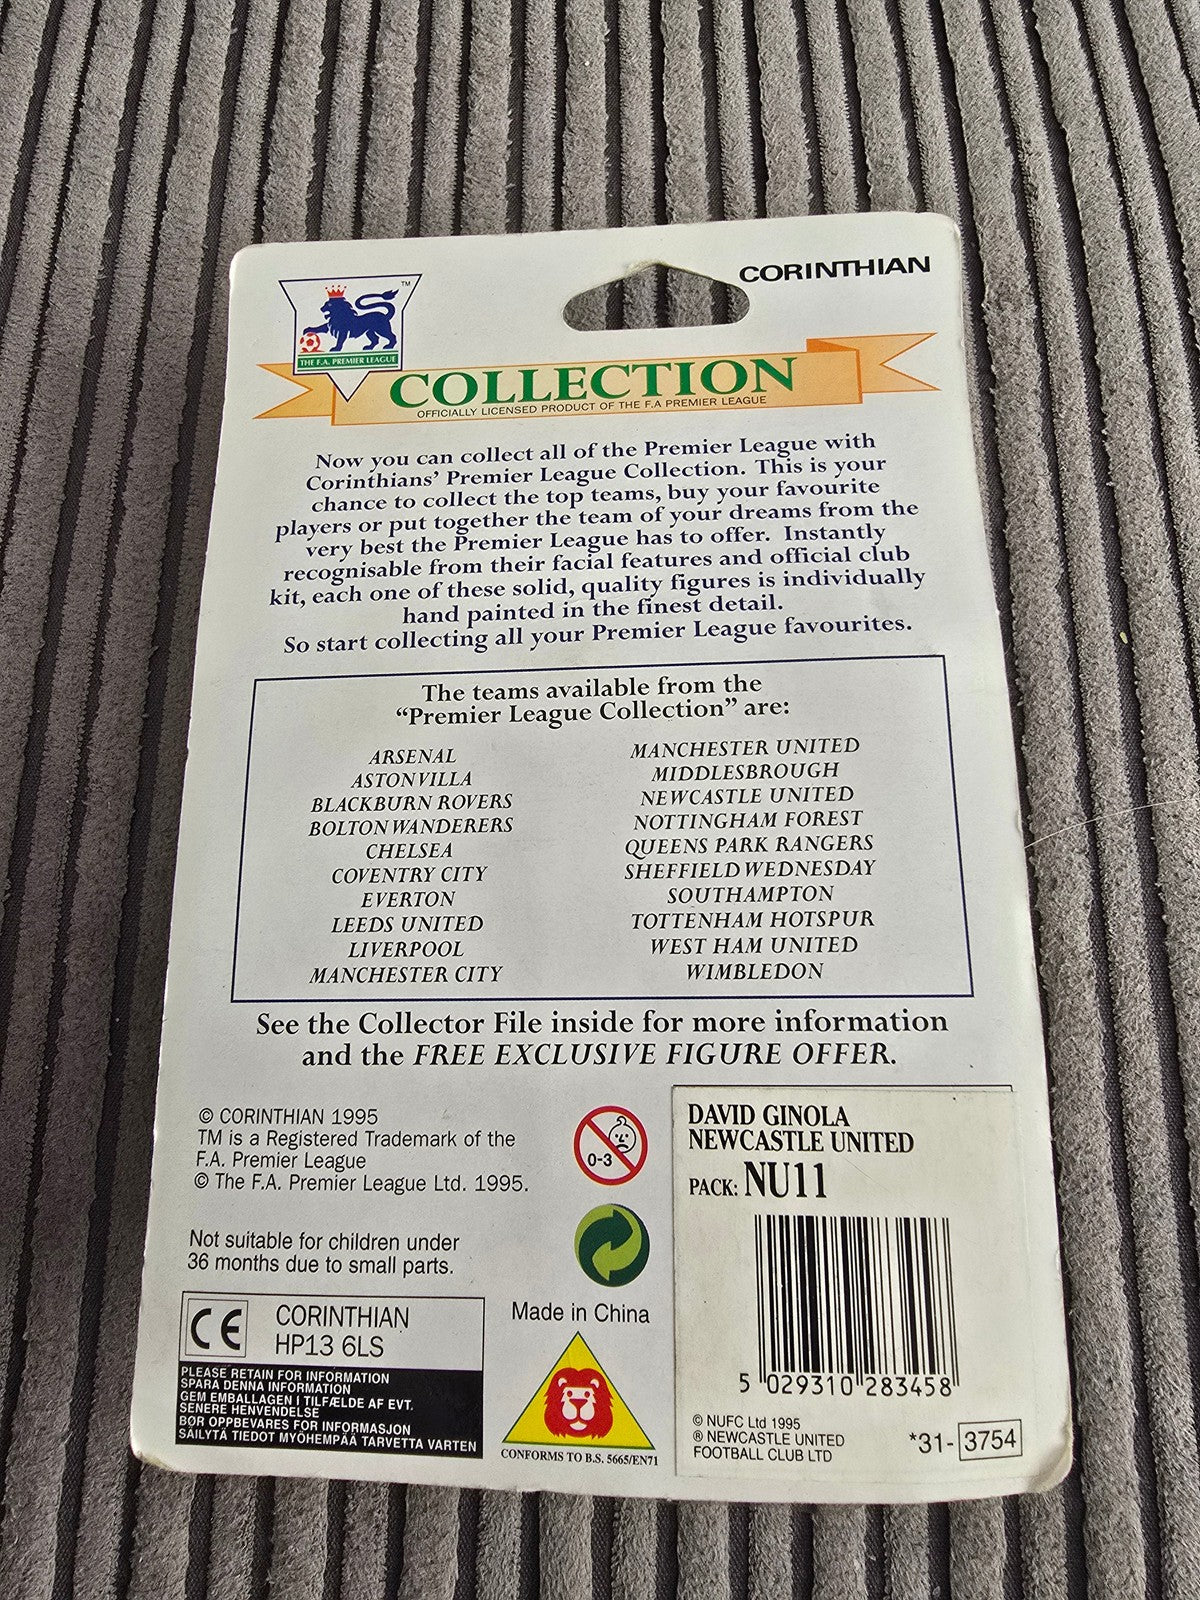 CORINTHIAN
TM
THE F.A. PREMIER LEAGUE
COLLECTION
OFFICIALLY LICENSED PRODUCT OF THE F.A PREMIER LEAGUE
Now you can collect all of the Premier League with
Corinthians' Premier League Collection. This is your
chance to collect the top teams, buy your favourite
players or put together the team of your dreams from the
very best the Premier League has to offer. Instantly
recognisable from their facial features and official club
kit, each one of these solid, quality figures is individually
hand painted in the finest detail.
So start collecting all your Premier League favourites.
The teams available from the
"Premier League Collection" are:
ARSENAL
ASTON VILLA
BLACKBURN ROVERS
BOLTON WANDERERS
CHELSEA
COVENTRY CITY
EVERTON
LEEDS UNITED
LIVERPOOL
MANCHESTER CITY
MANCHESTER UNITED
MIDDLESBROUGH
NEWCASTLE UNITED
NOTTINGHAM FOREST
QUEENS PARK RANGERS
SHEFFIELD WEDNESDAY
SOUTHAMPTON
TOTTENHAM HOTSPUR
WEST HAM UNITED
WIMBLEDON
See the Collector File inside for more information
and the FREE EXCLUSIVE FIGURE OFFER.
© CORINTHIAN 1995
TM is a Registered Trademark of the
F.A. Premier League
© The F.A. Premier League Ltd. 1995.
Not suitable for children under
36 months due to small parts.
CE
CORINTHIAN
HP13 6LS
PLEASE RETAIN FOR INFORMATION
SPARA DENNA INFORMATION
GEM EMBALLAGEN I TILFÆLDE AF EVT.
SENERE HENVENDELSE
BØR OPPBEVARES FOR INFORMASJON
SÄILYTÄ TIEDOT MYÖHEMPÄÄ TARVETTA VARTEN
0-3
Made in China
CONFORMS TO B.S. 5665/EN71
DAVID GINOLA
NEWCASTLE UNITED
PACK: NU11
5 029310 283458
© NUFC Ltd 1995
® NEWCASTLE UNITED
FOOTBALL CLUB LTD
*31-3754